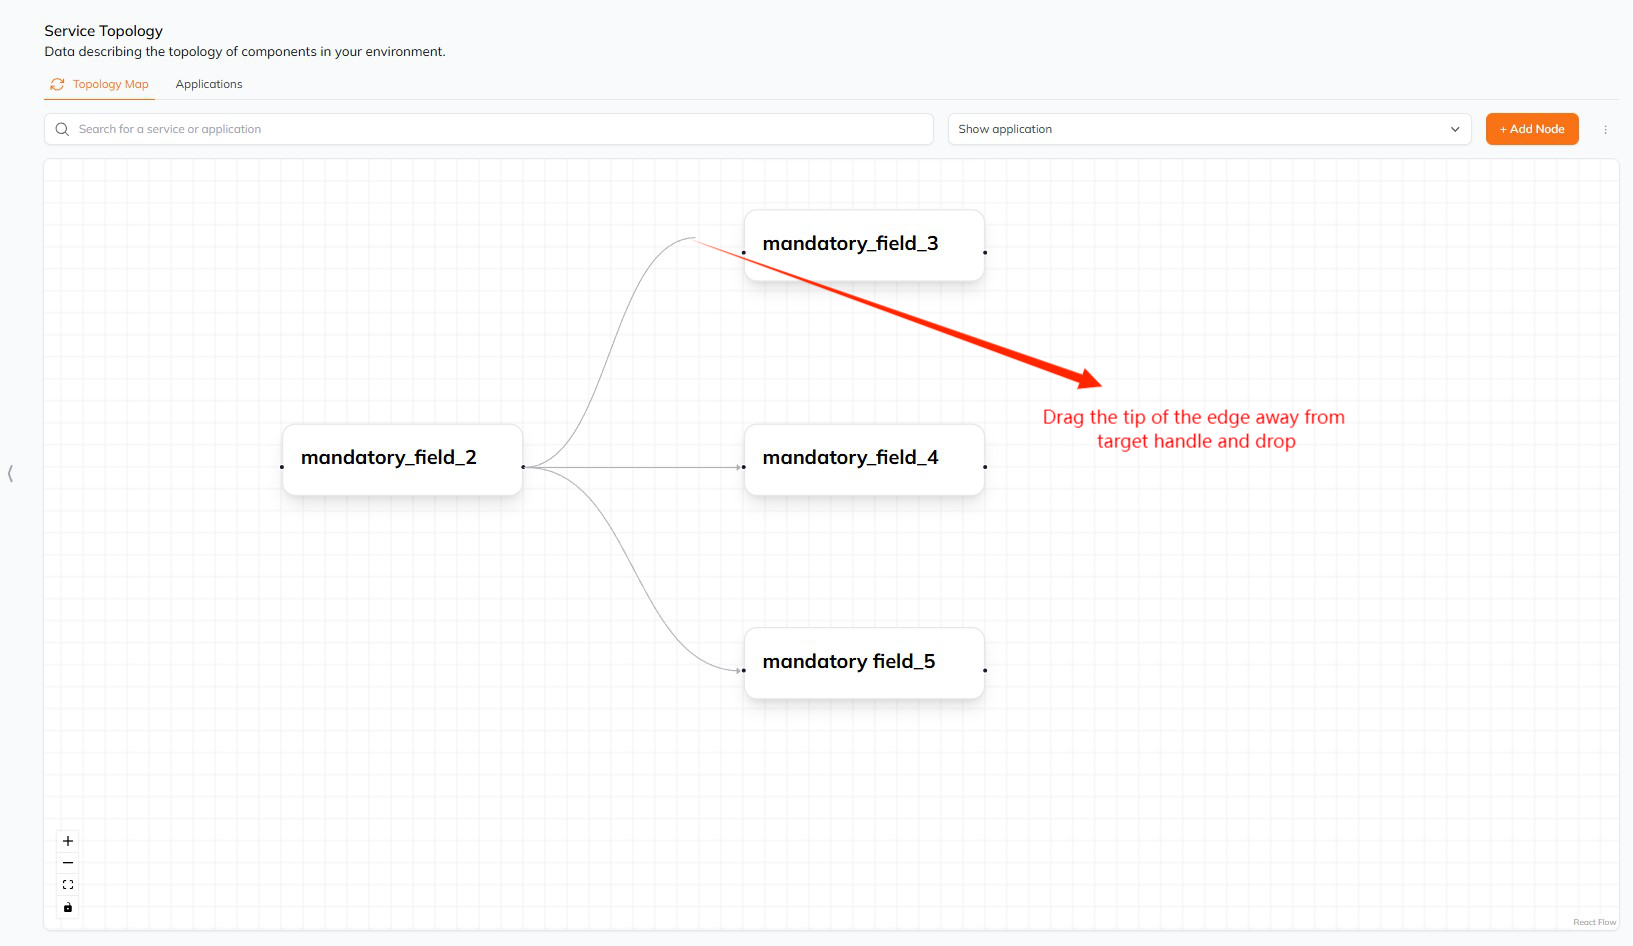 Service Topology
Data describing the topology of components in your environment.
Topology Map
Applications
Search for a service or application
Show application
+ Add Node
mandatory_field_3
Drag the tip of the edge away from
target handle and drop
mandatory_field_2
mandatory_field_4
mandatory field_5
React Flow